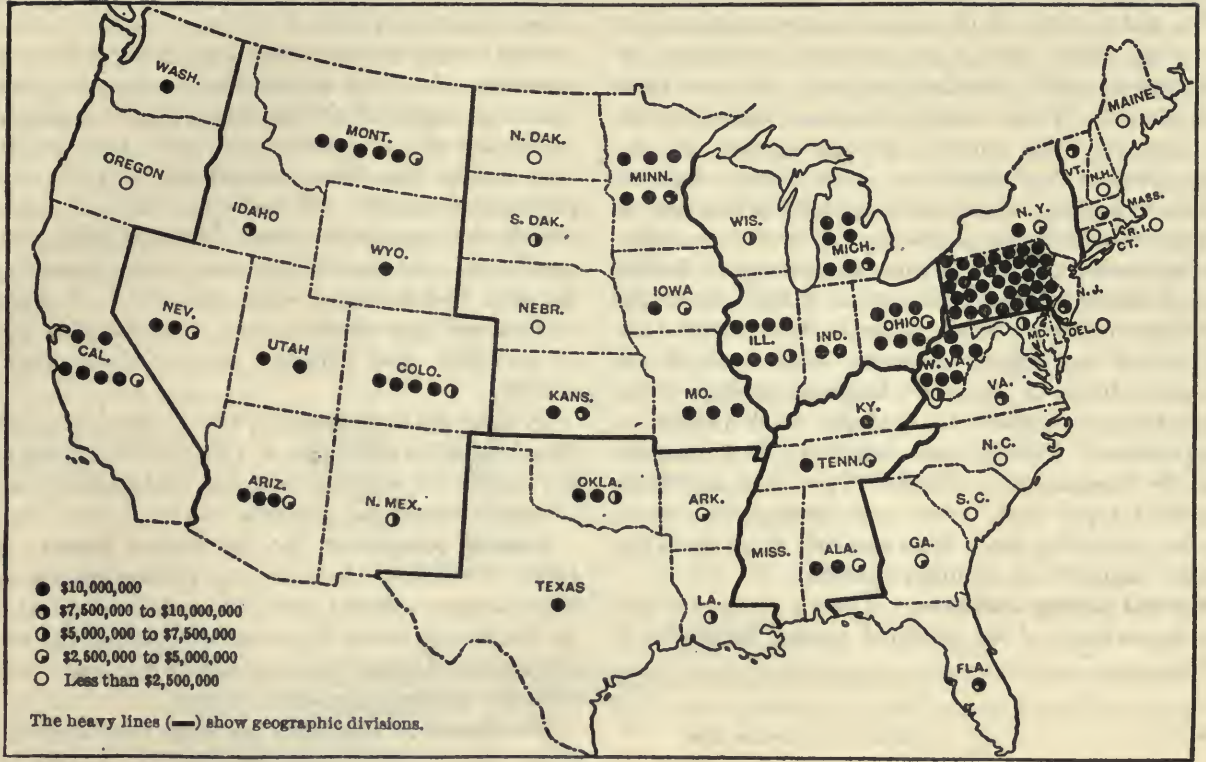 WASH.
OREGON
IDAHO
MONT.
WYO.
NEV.
UTAH
COLO.
CAL.
ARIZ.
N. MEX.
N. DAK.
S. DAK.
NEBR.
KANS.
OKLA.
TEXAS
MINN.
IOWA
MO.
ARK.
LA.
WIS.
MICH.
ILL.
IND.
OHIO
KY.
TENN.
MISS.
ALA.
MAINE
VT.
N.H.
MASS.
R.I.
CT.
N.Y.
N.J.
DEL.
MD.
W. VA.
VA.
N.C.
S.C.
GA.
FLA.
$10,000,000
$7,500,000 to $10,000,000
$5,000,000 to $7,500,000
$2,500,000 to $5,000,000
Less than $2,500,000
The heavy lines (━) show geographic divisions.